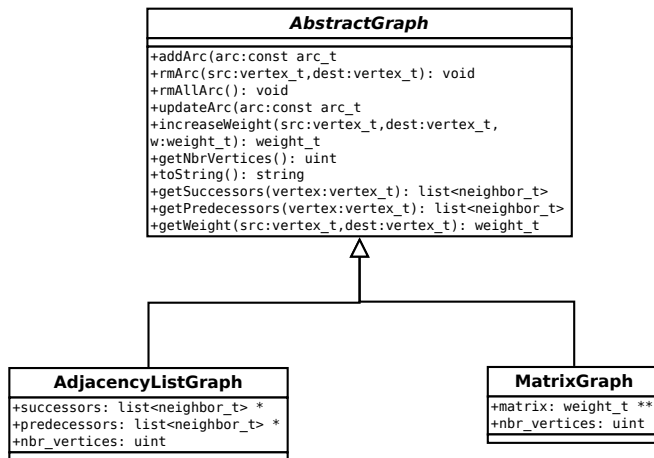 AbstractGraph
+addArc(arc:const arc_t
+rmArc(src:vertex_t,dest:vertex_t): void
+rmAllArc(): void
+updateArc(arc:const arc_t
+increaseWeight(src:vertex_t,dest:vertex_t,
w:weight_t): weight_t
+getNbrVertices(): uint
+toString(): string
+getSuccessors(vertex:vertex_t): list<neighbor_t>
+getPredecessors(vertex:vertex_t): list<neighbor_t>
+getWeight(src:vertex_t,dest:vertex_t): weight_t
AdjacencyListGraph
+successors: list<neighbor_t> *
+predecessors: list<neighbor_t> *
+nbr_vertices: uint
MatrixGraph
+matrix: weight_t **
+nbr_vertices: uint